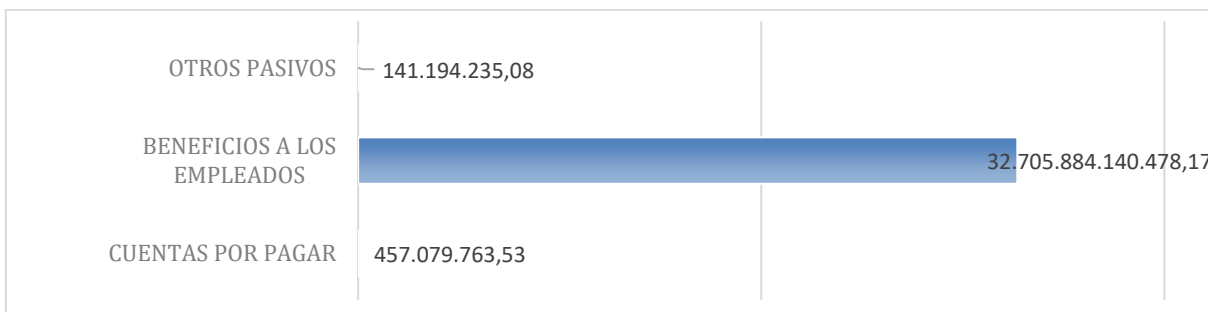 OTROS PASIVOS 141.194.235,08
BENEFICIOS A LOS
EMPLEADOS 32.705.884.140.478,17
CUENTAS POR PAGAR 457.079.763,53